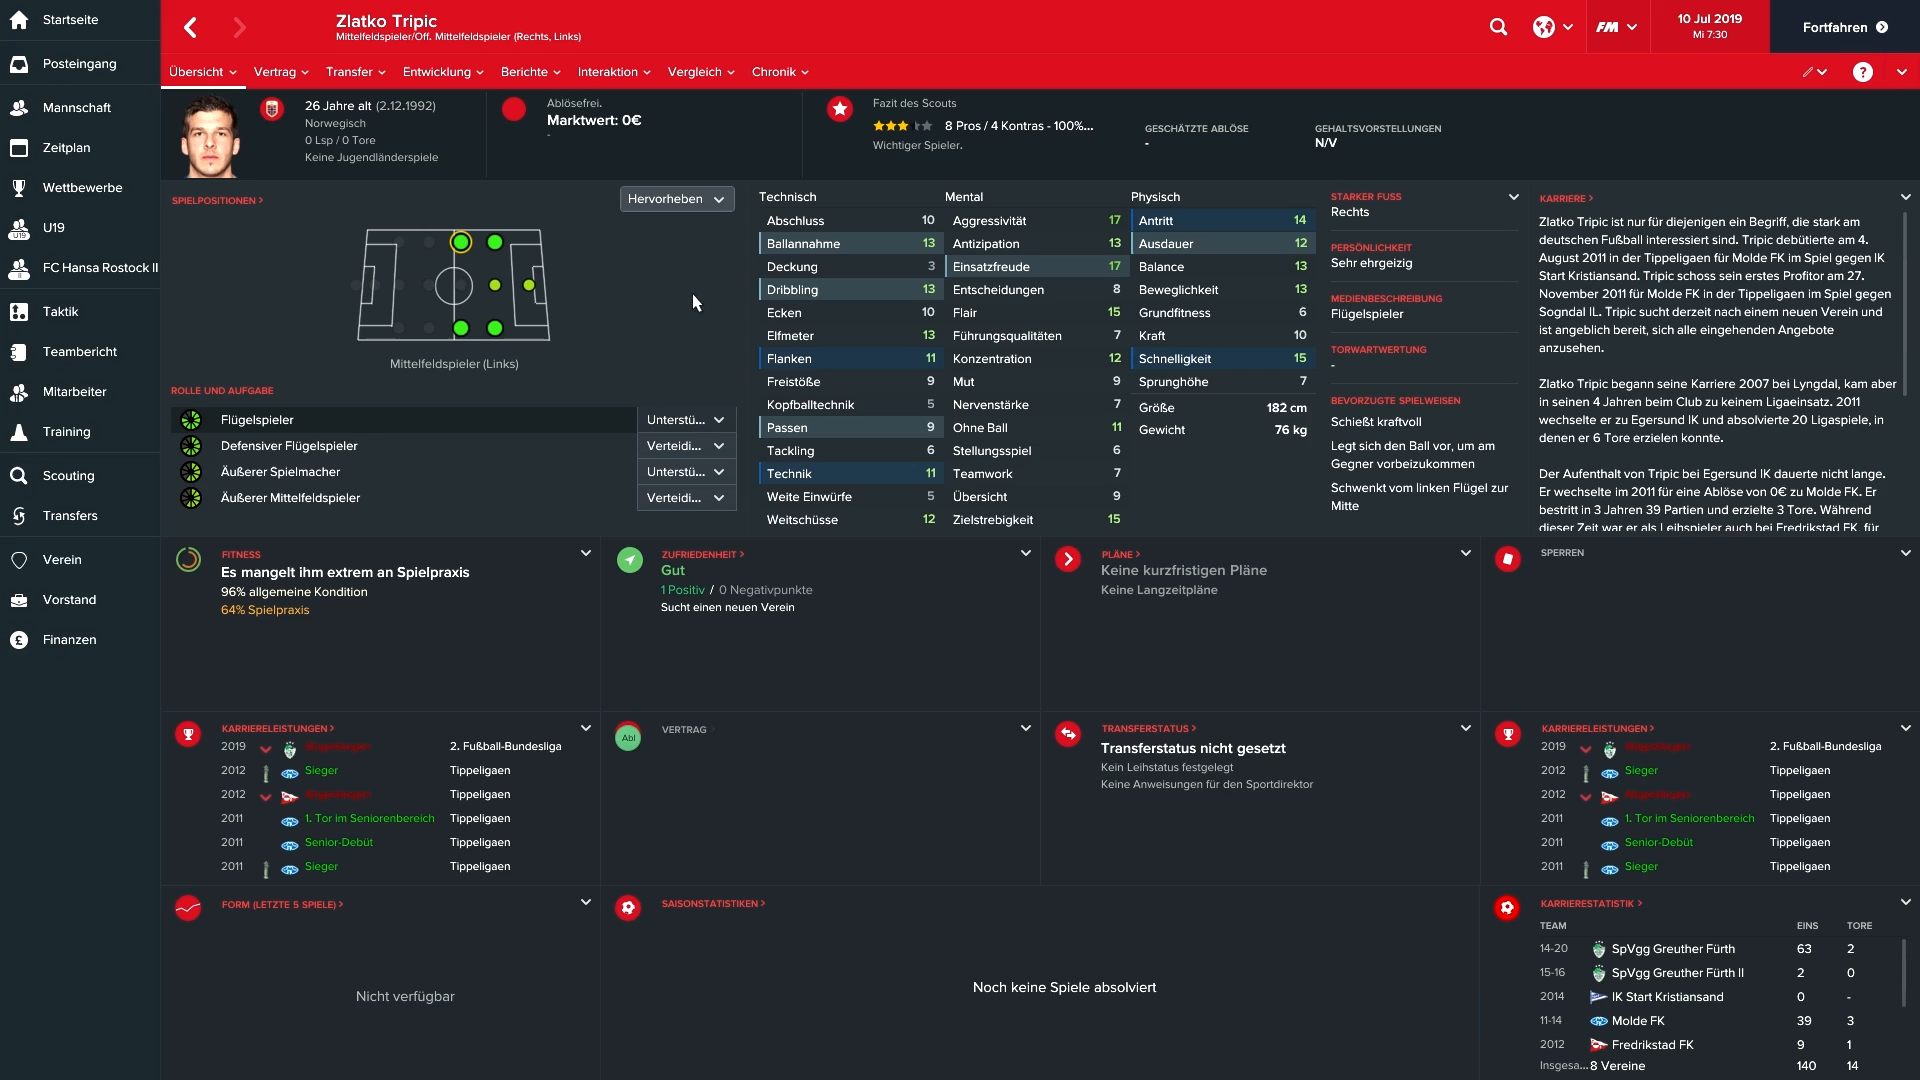 Startseite
Posteingang
Mannschaft
Zeitplan
Wettbewerbe
U19
U19
FC Hansa Rostock II
II
Taktik
Teambericht
Mitarbeiter
Training
Scouting
Transfers
Verein
Vorstand
Finanzen
Zlatko Tripic
Mittelfeldspieler/Off. Mittelfeldspieler (Rechts, Links)
FM
10 Jul 2019
Mi 7:30
Fortfahren
Übersicht Vertrag Transfer Entwicklung Berichte Interaktion Vergleich Chronik
?
26 Jahre alt (2.12.1992)
Norwegisch
0 Lsp / 0 Tore
Keine Jugendländerspiele
Ablösefrei.
Marktwert: 0€
-
Fazit des Scouts
8 Pros / 4 Kontras - 100%...
Wichtiger Spieler.
GESCHÄTZTE ABLÖSE
-
GEHALTSVORSTELLUNGEN
N/V
SPIELPOSITIONEN >
Hervorheben
Mittelfeldspieler (Links)
ROLLE UND AUFGABE
Flügelspieler Unterstü...
Defensiver Flügelspieler Verteidi...
Äußerer Spielmacher Unterstü...
Äußerer Mittelfeldspieler Verteidi...
Technisch
Abschluss 10
Ballannahme 13
Deckung 3
Dribbling 13
Ecken 10
Elfmeter 13
Flanken 11
Freistöße 9
Kopfballtechnik 5
Passen 9
Tackling 6
Technik 11
Weite Einwürfe 5
Weitschüsse 12
Mental
Aggressivität 17
Antizipation 13
Einsatzfreude 17
Entscheidungen 8
Flair 15
Führungsqualitäten 7
Konzentration 12
Mut 9
Nervenstärke 7
Ohne Ball 11
Stellungsspiel 6
Teamwork 7
Übersicht 9
Zielstrebigkeit 15
Physisch
Antritt 14
Ausdauer 12
Balance 13
Beweglichkeit 13
Grundfitness 6
Kraft 10
Schnelligkeit 15
Sprunghöhe 7
Größe 182 cm
Gewicht 76 kg
STARKER FUSS
Rechts
PERSÖNLICHKEIT
Sehr ehrgeizig
MEDIENBESCHREIBUNG
Flügelspieler
TORWARTWERTUNG
-
BEVORZUGTE SPIELWEISEN
Schießt kraftvoll
Legt sich den Ball vor, um am
Gegner vorbeizukommen
Schwenkt vom linken Flügel zur
Mitte
KARRIERE >
Zlatko Tripic ist nur für diejenigen ein Begriff, die stark am
deutschen Fußball interessiert sind. Tripic debütierte am 4.
August 2011 in der Tippeligaen für Molde FK im Spiel gegen IK
Start Kristiansand. Tripic schoss sein erstes Profitor am 27.
November 2011 für Molde FK in der Tippeligaen im Spiel gegen
Sogndal IL. Tripic sucht derzeit nach einem neuen Verein und
ist angeblich bereit, sich alle eingehenden Angebote
anzusehen.
Zlatko Tripic begann seine Karriere 2007 bei Lyngdal, kam aber
in seinen 4 Jahren beim Club zu keinem Ligaeinsatz. 2011
wechselte er zu Egersund IK und absolvierte 20 Ligaspiele, in
denen er 6 Tore erzielen konnte.
Der Aufenthalt von Tripic bei Egersund IK dauerte nicht lange.
Er wechselte im 2011 für eine Ablöse von 0€ zu Molde FK. Er
bestritt in 3 Jahren 39 Partien und erzielte 3 Tore. Während
dieser Zeit war er als Leihspieler auch bei Fredrikstad FK, für
FITNESS
Es mangelt ihm extrem an Spielpraxis
96% allgemeine Kondition
64% Spielpraxis
ZUFRIEDENHEIT >
Gut
1 Positiv / 0 Negativpunkte
Sucht einen neuen Verein
PLÄNE >
Keine kurzfristigen Pläne
Keine Langzeitpläne
SPERREN
KARRIERELEISTUNGEN >
2019 2. Fußball-Bundesliga
2012 Sieger Tippeligaen
2012 Tippeligaen
2011 1. Tor im Seniorenbereich Tippeligaen
2011 Senior-Debüt Tippeligaen
2011 Sieger Tippeligaen
Abl
VERTRAG >
TRANSFERSTATUS >
Transferstatus nicht gesetzt
Kein Leihstatus festgelegt
Keine Anweisungen für den Sportdirektor
KARRIERELEISTUNGEN >
2019 2. Fußball-Bundesliga
2012 Sieger Tippeligaen
2012 Tippeligaen
2011 1. Tor im Seniorenbereich Tippeligaen
2011 Senior-Debüt Tippeligaen
2011 Sieger Tippeligaen
FORM (LETZTE 5 SPIELE) >
Nicht verfügbar
SAISONSTATISTIKEN >
Noch keine Spiele absolviert
KARRIERESTATISTIK >
TEAM EINS TORE
14-20 SpVgg Greuther Fürth 63 2
15-16 SpVgg Greuther Fürth II 2 0
2014 IK Start Kristiansand 0 -
11-14 Molde FK 39 3
2012 Fredrikstad FK 9 1
Insgesa... 8 Vereine 140 14